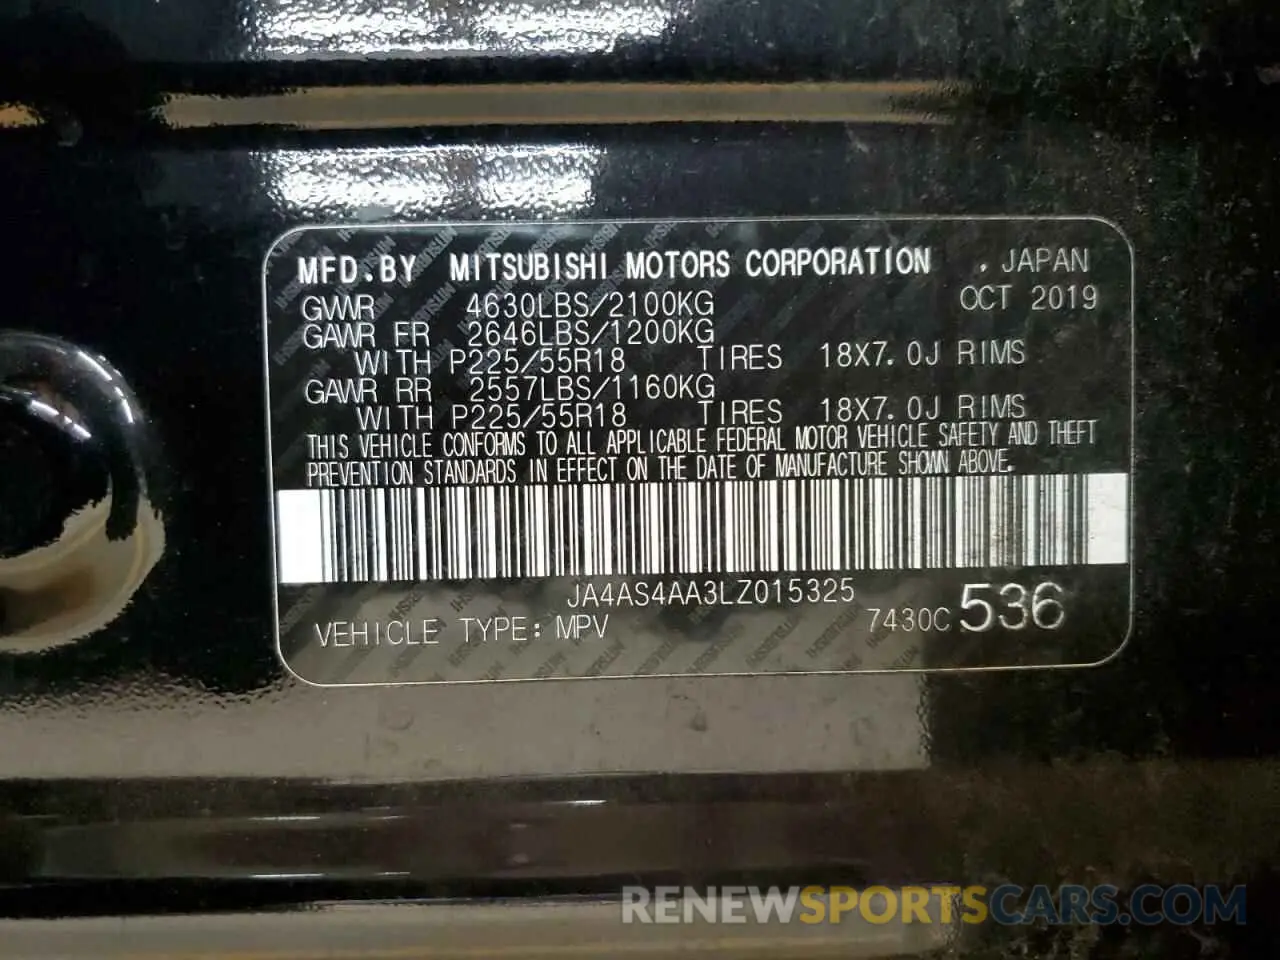 MFD.BY MITSUBISHI MOTORS CORPORATION . JAPAN
GWR 4630LBS/2100KG OCT 2019
GAWR FR 2646LBS/1200KG
WITH P225/55R18 TIRES 18X7.0J RIMS
GAWR RR 2557LBS/1160KG
WITH P225/55R18 TIRES 18X7.0J RIMS
THIS VEHICLE CONFORMS TO ALL APPLICABLE FEDERAL MOTOR VEHICLE SAFETY AND THEFT
PREVENTION STANDARDS IN EFFECT ON THE DATE OF MANUFACTURE SHOWN ABOVE.
JA4AS4AA3LZ015325
VEHICLE TYPE: MPV 7430C 536
RENEWSPORTSCARS.COM